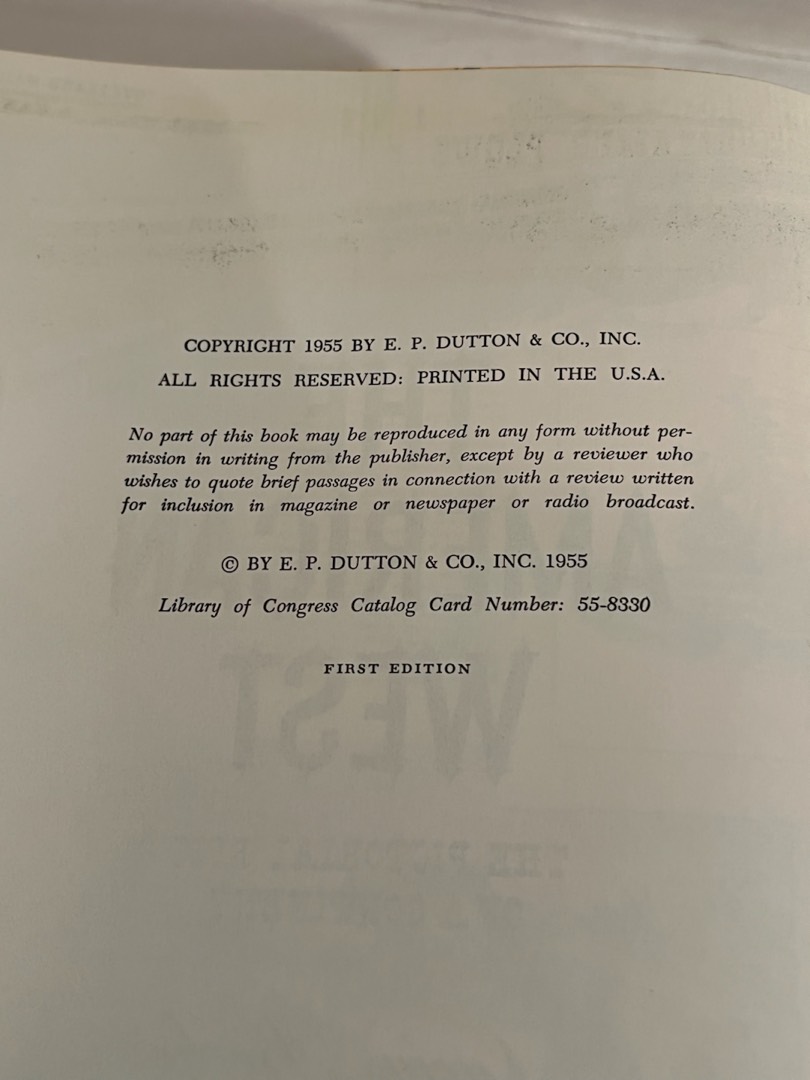 COPYRIGHT 1955 BY E. P. DUTTON & CO., INC.
ALL RIGHTS RESERVED: PRINTED IN THE U.S.A.
No part of this book may be reproduced in any form without per-
mission in writing from the publisher, except by a reviewer who
wishes to quote brief passages in connection with a review written
for inclusion in magazine or newspaper or radio broadcast.
© BY E. P. DUTTON & CO., INC. 1955
Library of Congress Catalog Card Number: 55-8330
FIRST EDITION
WEST